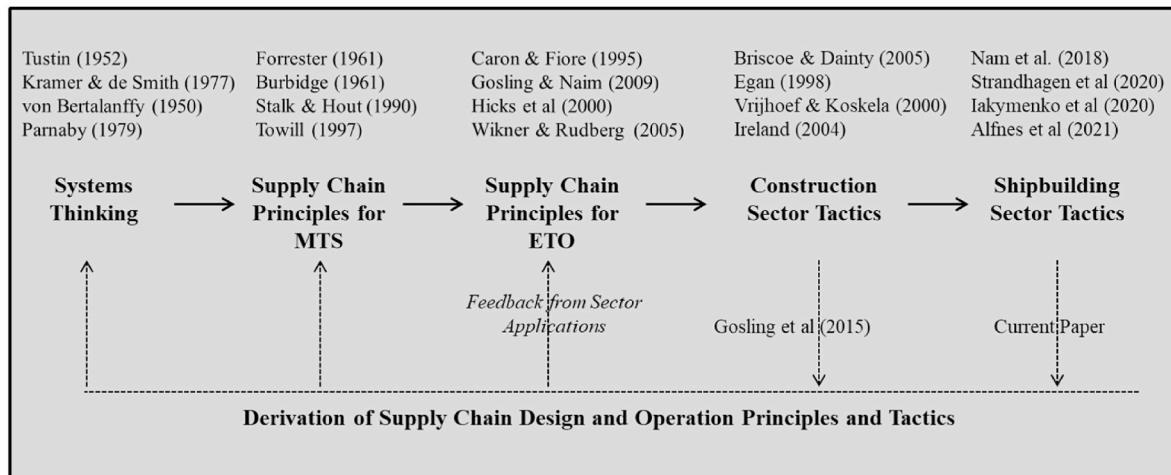 Tustin (1952)
Kramer & de Smith (1977)
von Bertalanffy (1950)
Parnaby (1979)
Forrester (1961)
Burbidge (1961)
Stalk & Hout (1990)
Towill (1997)
Caron & Fiore (1995)
Gosling & Naim (2009)
Hicks et al (2000)
Wikner & Rudberg (2005)
Briscoe & Dainty (2005)
Egan (1998)
Vrijhoef & Koskela (2000)
Ireland (2004)
Nam et al. (2018)
Strandhagen et al (2020)
Iakymenko et al (2020)
Alfnes et al (2021)
Systems
Thinking
Supply Chain
Principles for
MTS
Supply Chain
Principles for
ETO
Construction
Sector Tactics
Shipbuilding
Sector Tactics
Feedback from Sector
Applications
Gosling et al (2015)
Current Paper
Derivation of Supply Chain Design and Operation Principles and Tactics